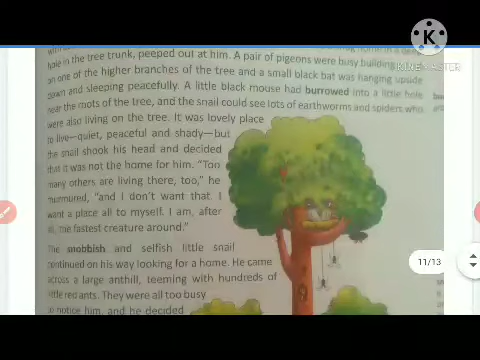 hole in the tree trunk, peeped out at him. A pair of pigeons were busy building
on one of the higher branches of the tree and a small black bat was hanging upside
down and sleeping peacefully. A little black mouse had burrowed into a little hole
near the roots of the tree, and the snail could see lots of earthworms and spiders who
were also living on the tree. It was lovely place
to live—quiet, peaceful and shady—but
the snail shook his head and decided
that it was not the home for him. "Too
many others are living there, too," he
murmured, "and I don't want that. I
want a place all to myself. I am, after
all, the fastest creature around."
The snobbish and selfish little snail
continued on his way looking for a home. He came
across a large anthill, teeming with hundreds of
little red ants. They were all too busy
to notice him, and he decided
K
KINEMASTER
11/13